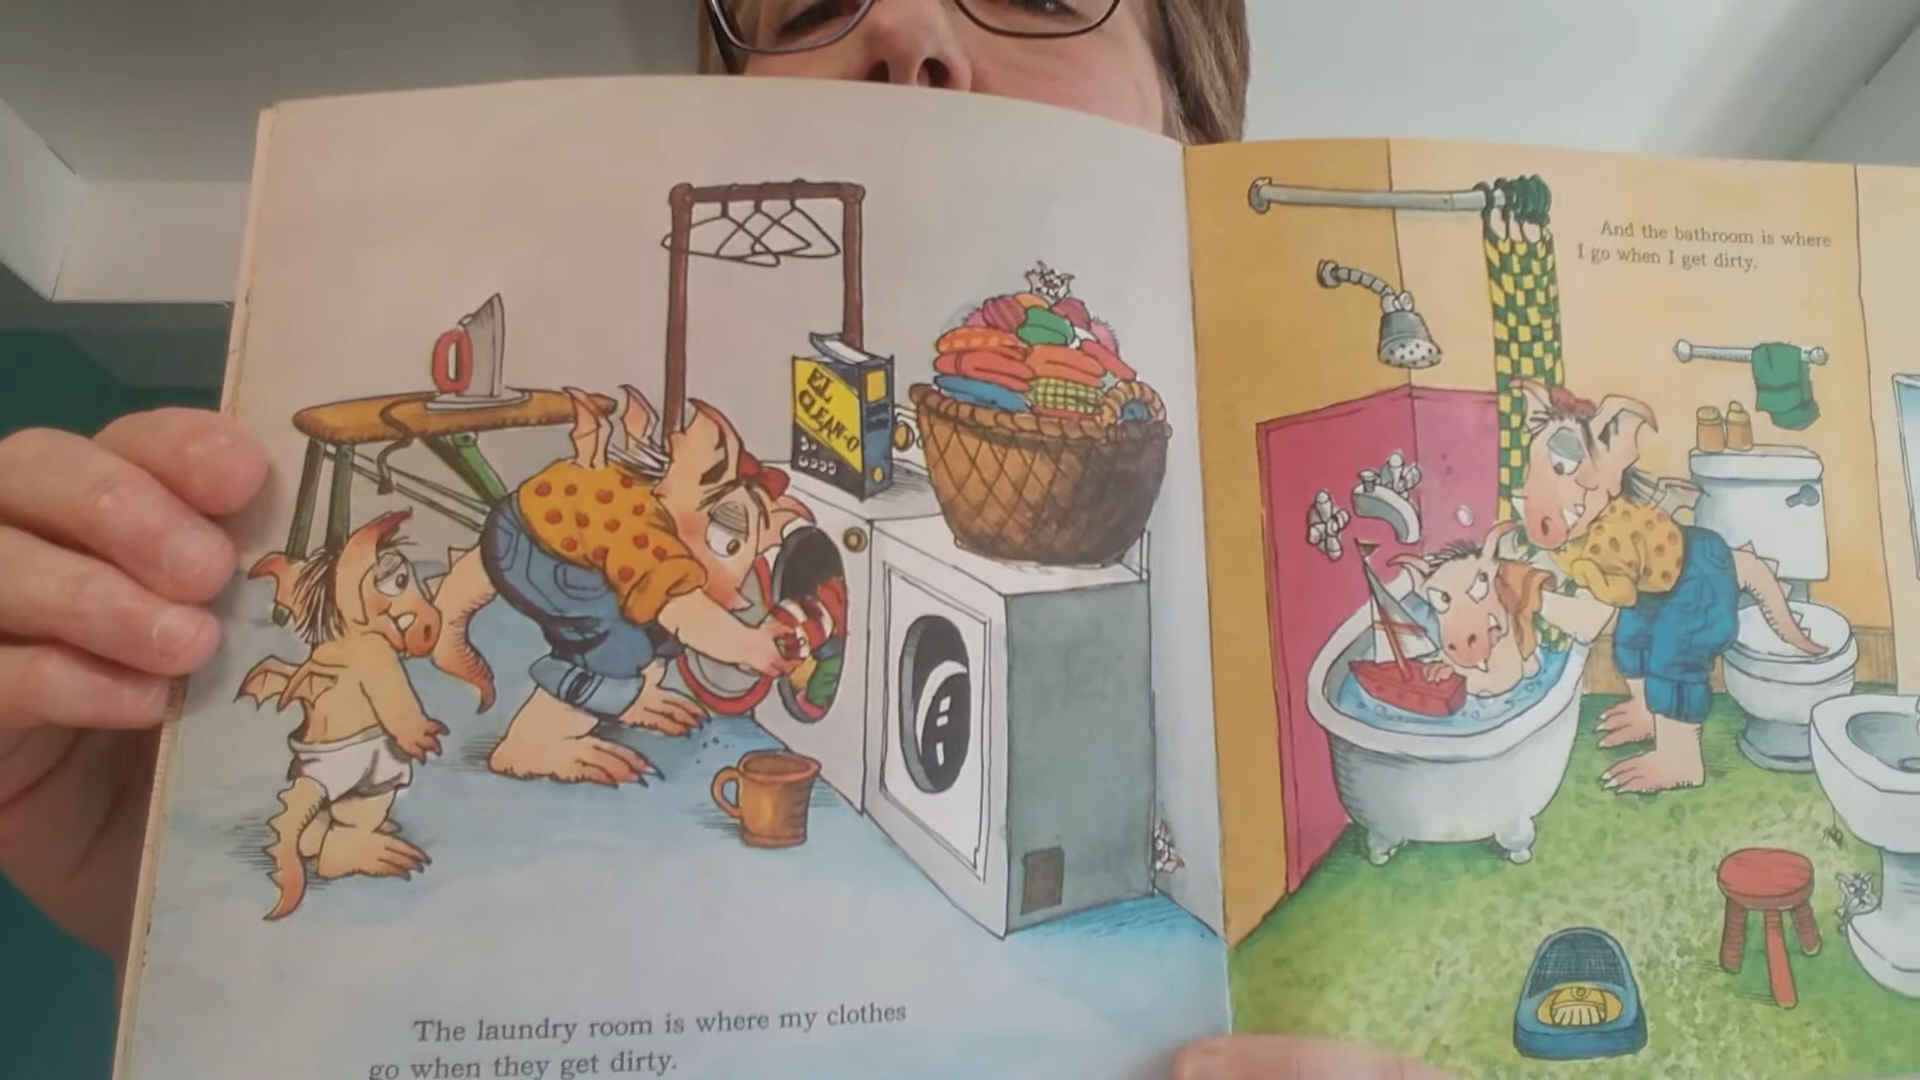 EL
CLEAN-O
The laundry room is where my clothes
go when they get dirty.
And the bathroom is where
I go when I get dirty.